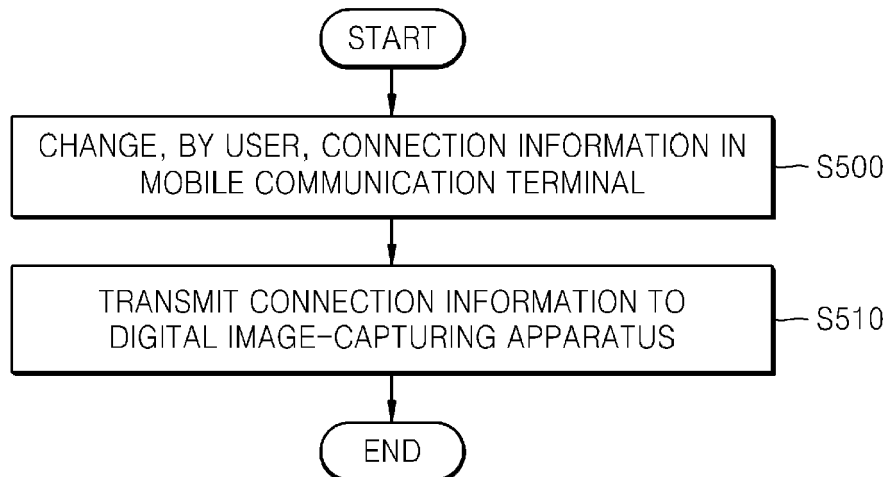 START
CHANGE, BY USER, CONNECTION INFORMATION IN
MOBILE COMMUNICATION TERMINAL
S500
TRANSMIT CONNECTION INFORMATION TO
DIGITAL IMAGE-CAPTURING APPARATUS
S510
END